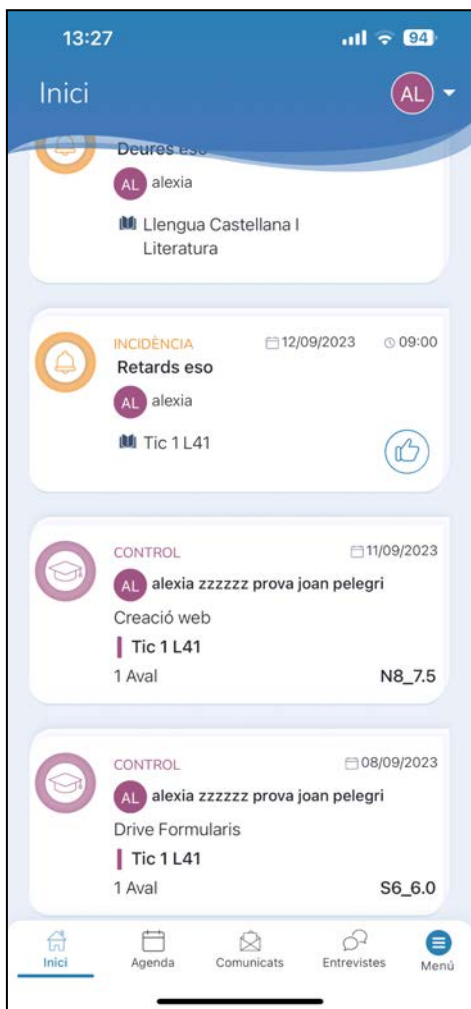 13:27
94
Inici
AL
Deures eso
AL alexia
Llengua Castellana I
Literatura
INCIDÈNCIA 12/09/2023 09:00
Retards eso
AL alexia
Tic 1 L41
CONTROL 11/09/2023
AL alexia zzzzzz prova joan pelegri
Creació web
Tic 1 L41
1 Aval N8_7.5
CONTROL 08/09/2023
AL alexia zzzzzz prova joan pelegri
Drive Formularis
Tic 1 L41
1 Aval S6_6.0
Inici Agenda Comunicats Entrevistes Menú